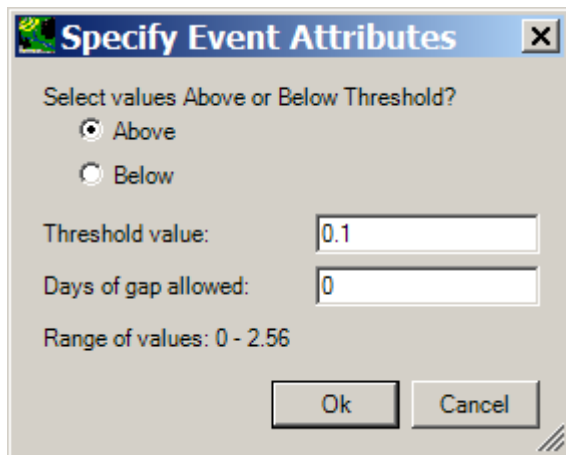 Specify Event Attributes
Select values Above or Below Threshold?
Above
Below
Threshold value: 0.1
Days of gap allowed: 0
Range of values: 0 - 2.56
Ok Cancel